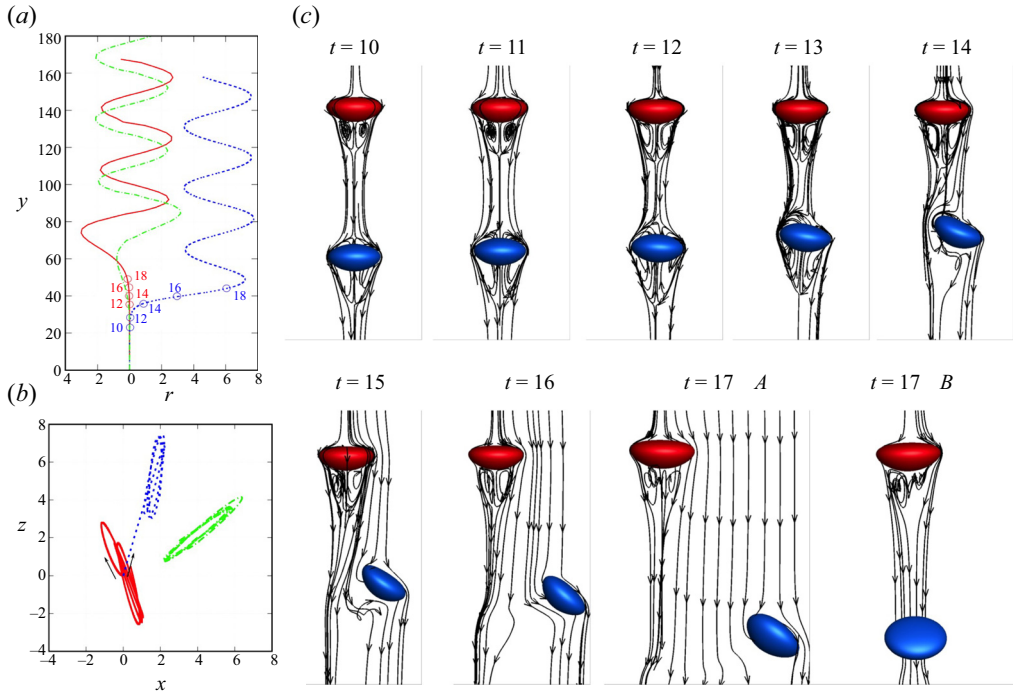 (a)
180
160
140
120
100
y
80
60
40
20
0
18
16
14
12
16
18
14
12
10
4 2 0 2 4 6 8
r
(b)
8
6
4
z
2
0
−2
−4
−4 −2 0 2 4 6 8
x
(c)
t = 10 t = 11 t = 12 t = 13 t = 14
t = 15 t = 16 t = 17 A t = 17 B